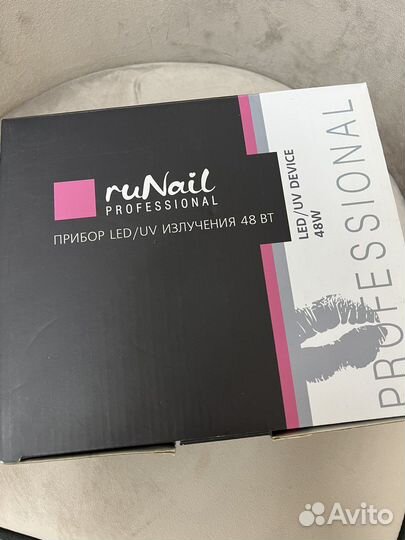 ruNail
PROFESSIONAL
ПРИБОР LED/UV ИЗЛУЧЕНИЯ 48 ВТ
LED/UV DEVICE
48W
PROFESSIONAL
Avito